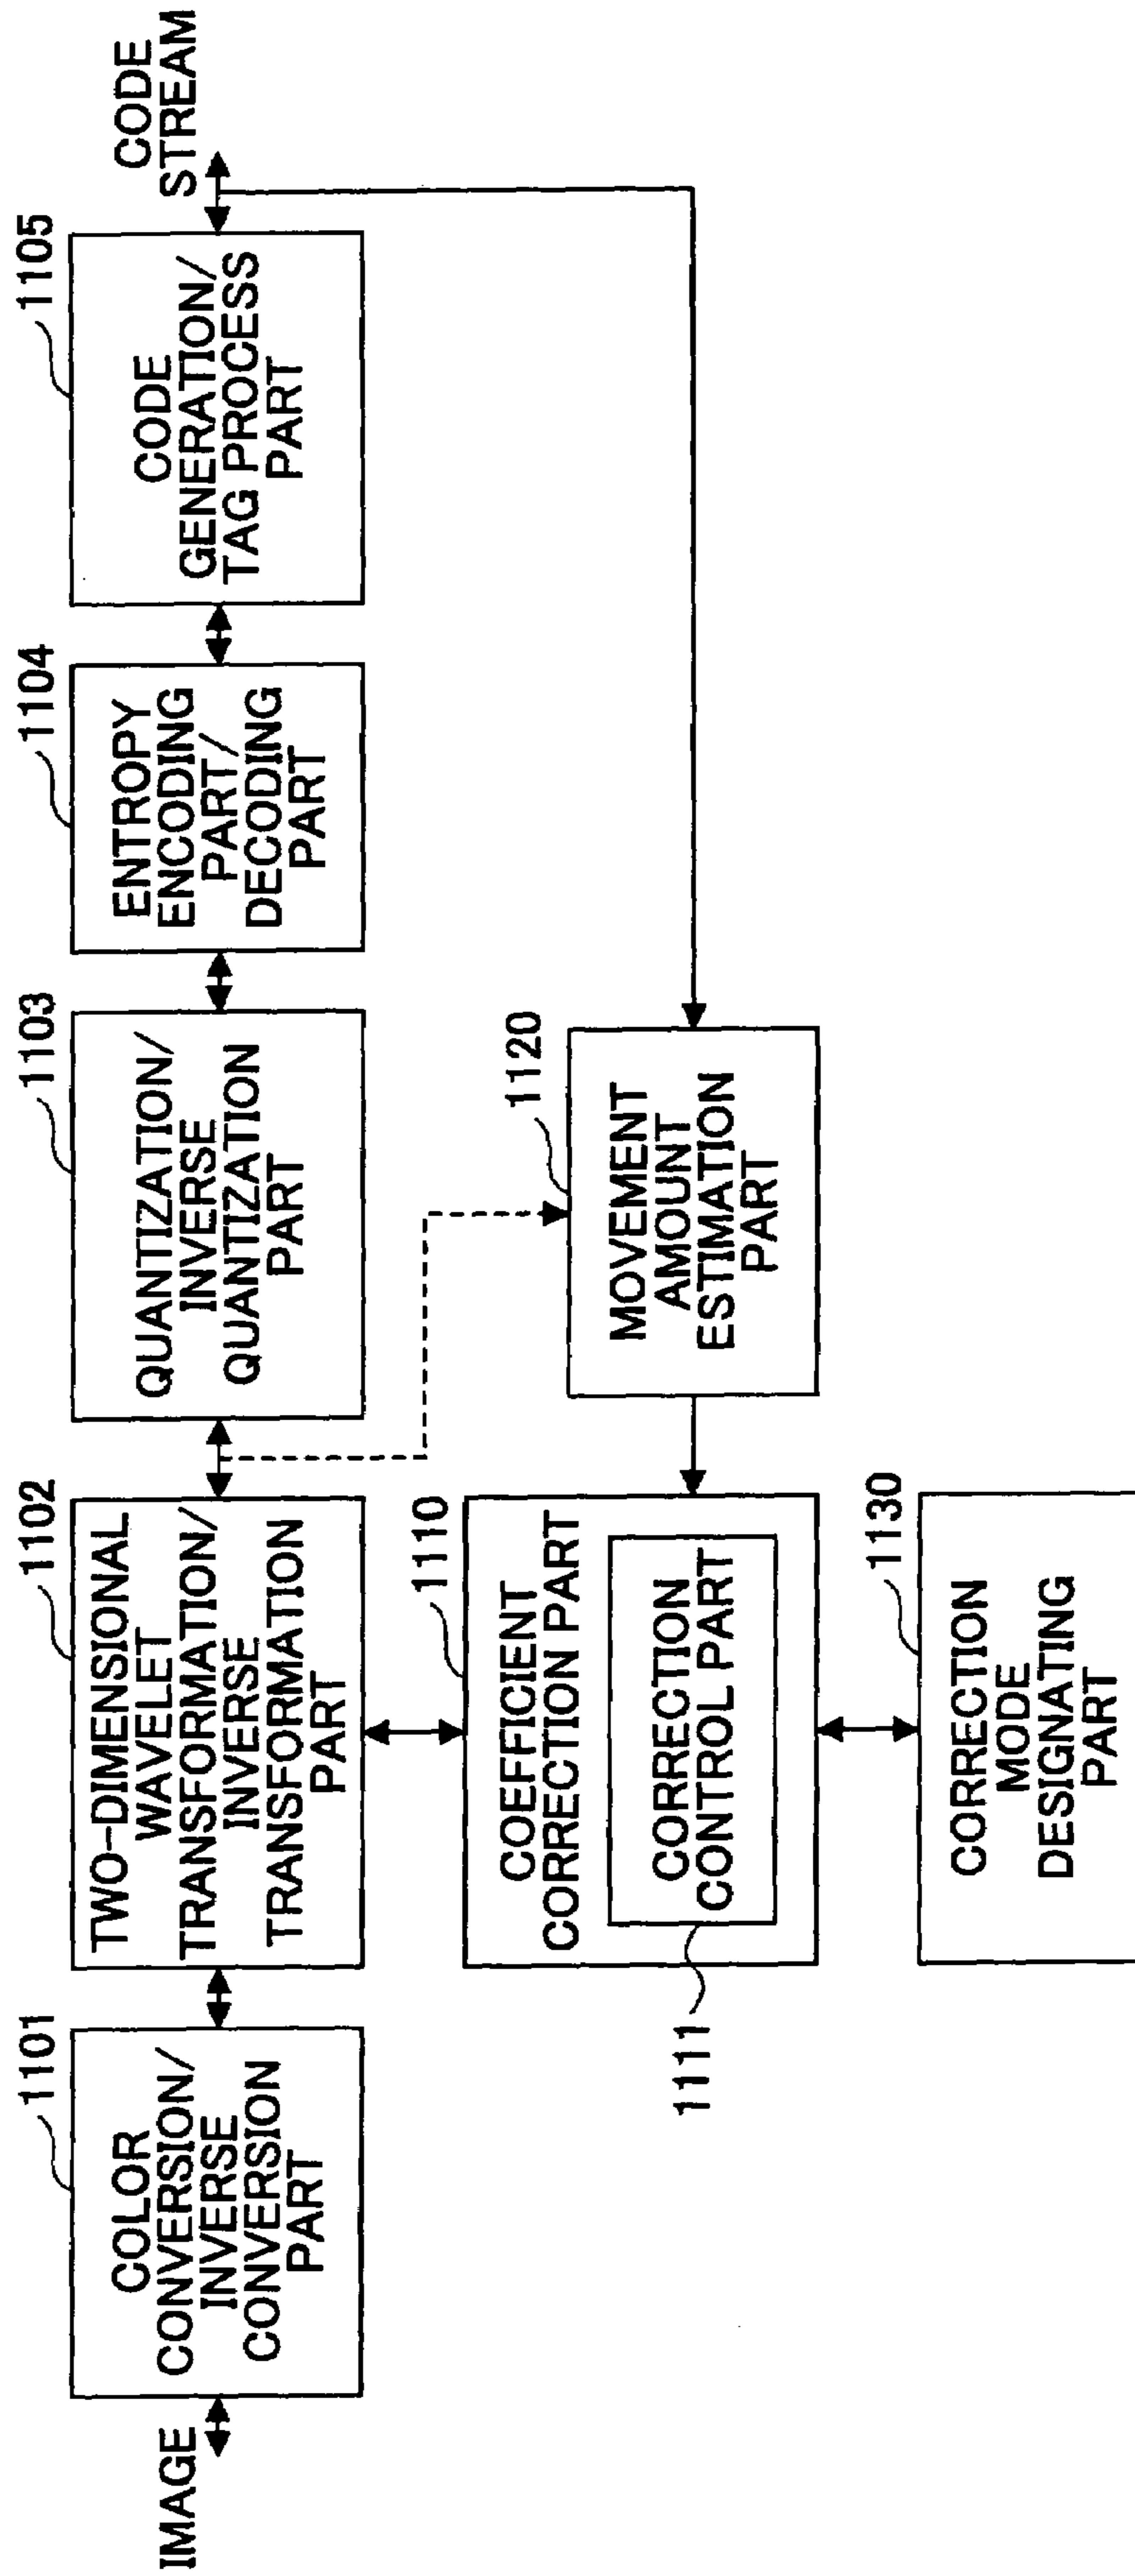 IMAGE
1101
COLOR
CONVERSION/
INVERSE
CONVERSION
PART
1102
TWO-DIMENSIONAL
WAVELET
TRANSFORMATION/
INVERSE
TRANSFORMATION
PART
1103
QUANTIZATION/
INVERSE
QUANTIZATION
PART
1104
ENTROPY
ENCODING
PART/
DECODING
PART
1105
CODE
GENERATION/
TAG PROCESS
PART
CODE
STREAM
1110
COEFFICIENT
CORRECTION PART
CORRECTION
CONTROL PART
1111
1120
MOVEMENT
AMOUNT
ESTIMATION
PART
1130
CORRECTION
MODE
DESIGNATING
PART